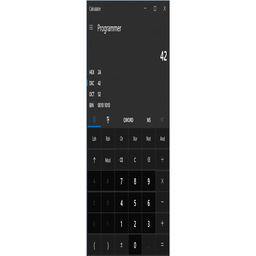 Calculator
Programmer
42
HEX 2A
DEC 42
OCT 52
BIN 0010 1010
QWORD MS
Lsh Rsh Or Xor Not And
↑ Mod CE C ÷
7 8 9 ×
4 5 6 −
1 2 3 +
( ) ± 0 .